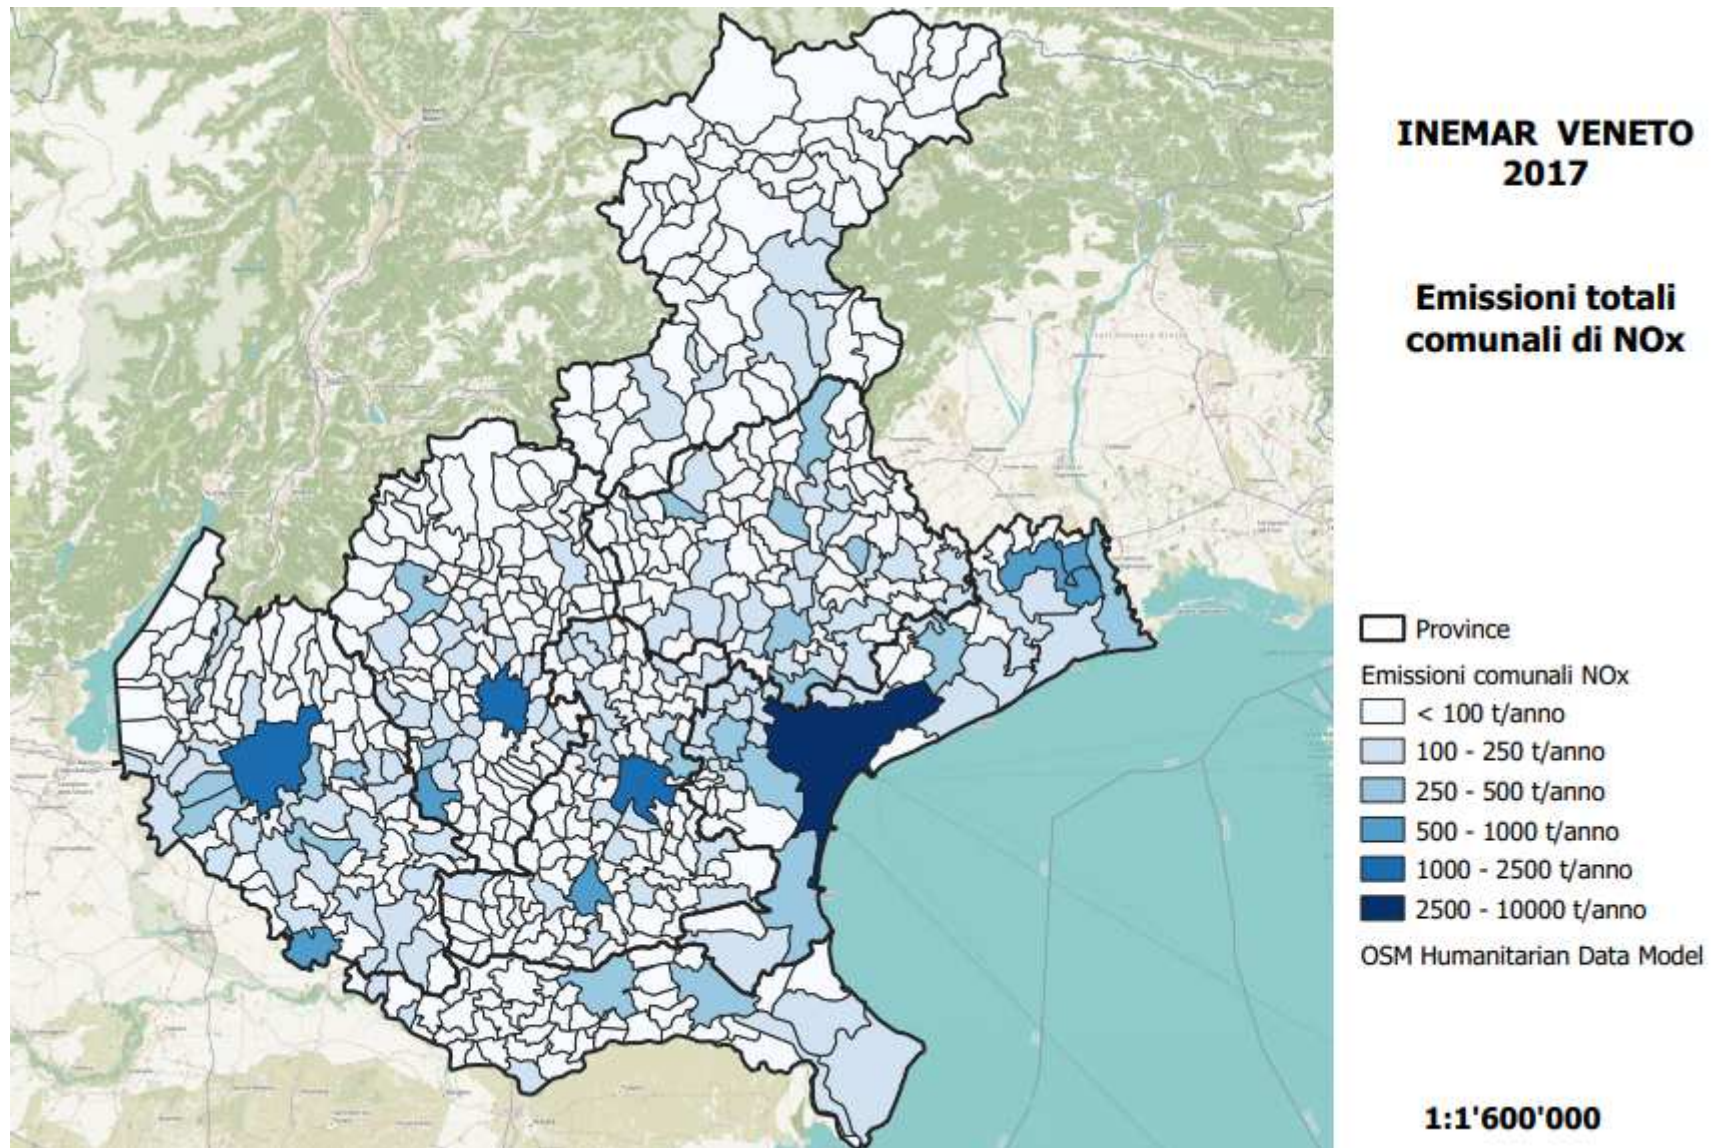 INEMAR VENETO
2017
Emissioni totali
comunali di NOx
Province
Emissioni comunali NOx
< 100 t/anno
100 - 250 t/anno
250 - 500 t/anno
500 - 1000 t/anno
1000 - 2500 t/anno
2500 - 10000 t/anno
OSM Humanitarian Data Model
1:1'600'000